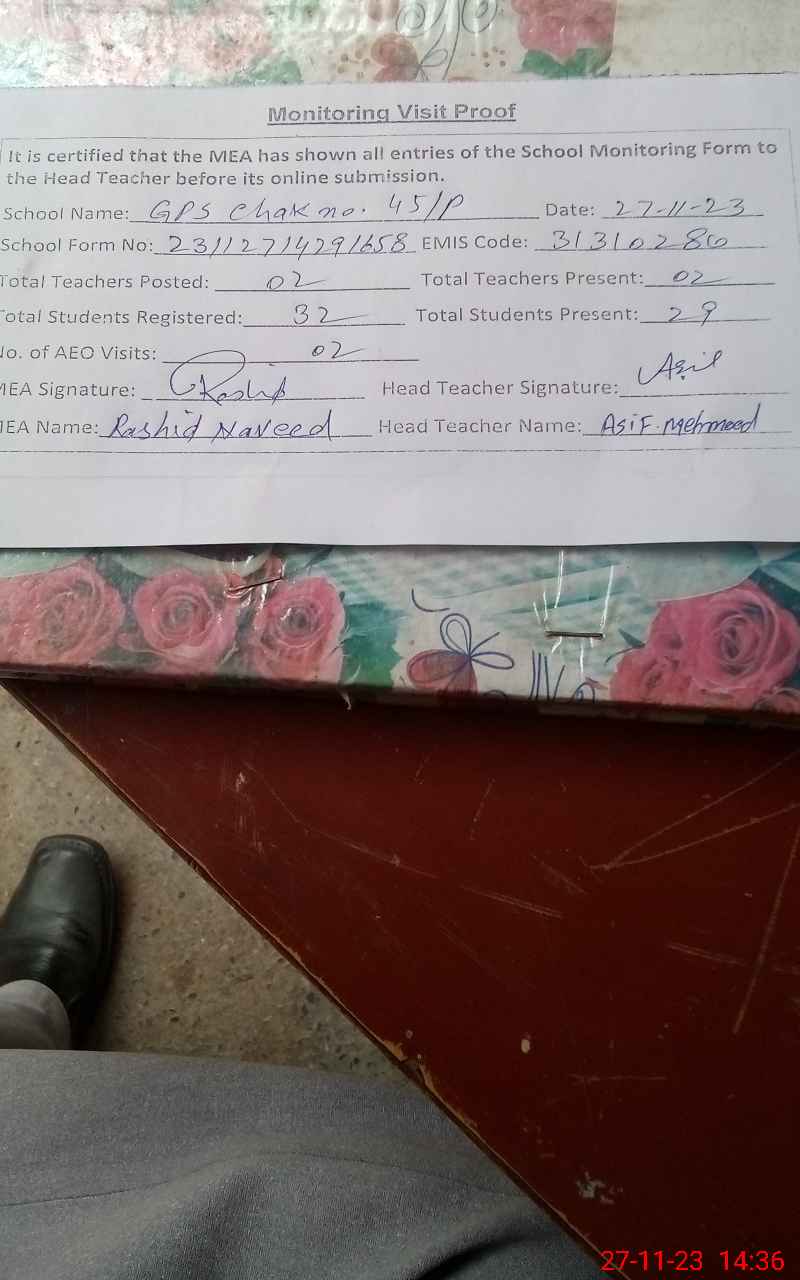 Monitoring Visit Proof
It is certified that the MEA has shown all entries of the School Monitoring Form to
the Head Teacher before its online submission.
School Name: GPS Chak no. 45/P Date: 27-11-23
School Form No: 231127142791658 EMIS Code: 31310286
Total Teachers Posted: 02 Total Teachers Present: 02
Total Students Registered: 32 Total Students Present: 29
No. of AEO Visits: 02
MEA Signature: Rashid Head Teacher Signature: Asif
MEA Name: Rashid Naveed Head Teacher Name: Asif Mehmood
27-11-23 14:36